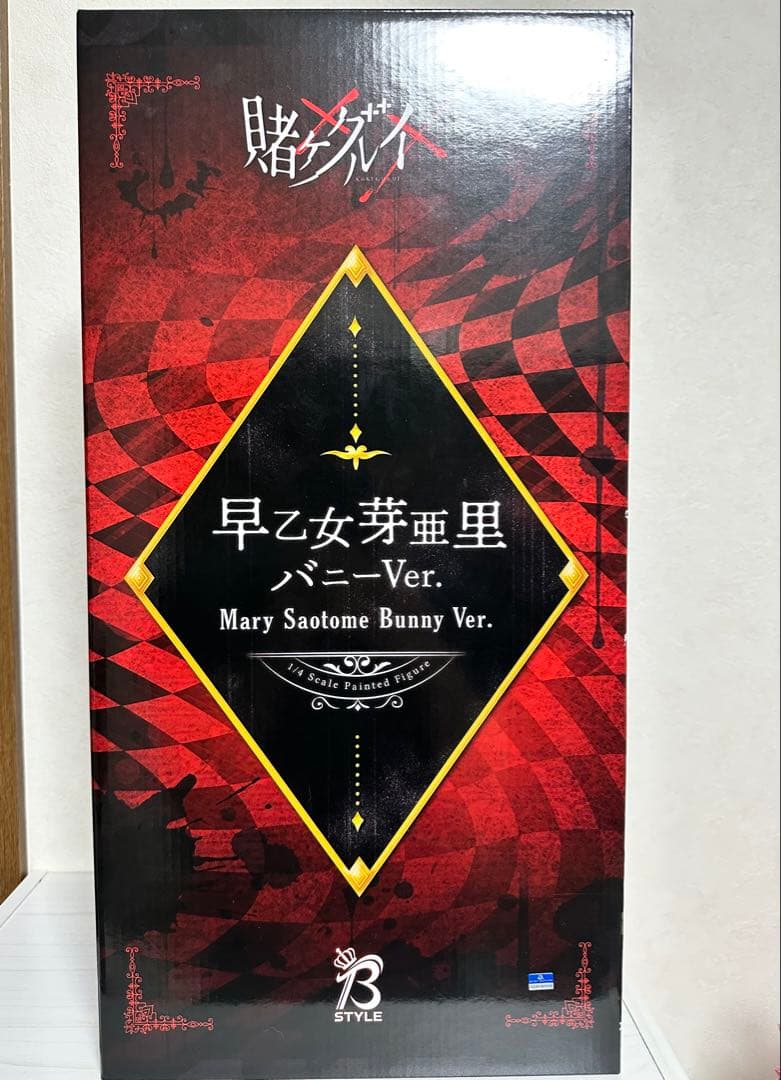 賭ケグルイ××
早乙女芽亜里
バニーVer.
Mary Saotome Bunny Ver.
1/4 Scale Painted Figure
B
STYLE